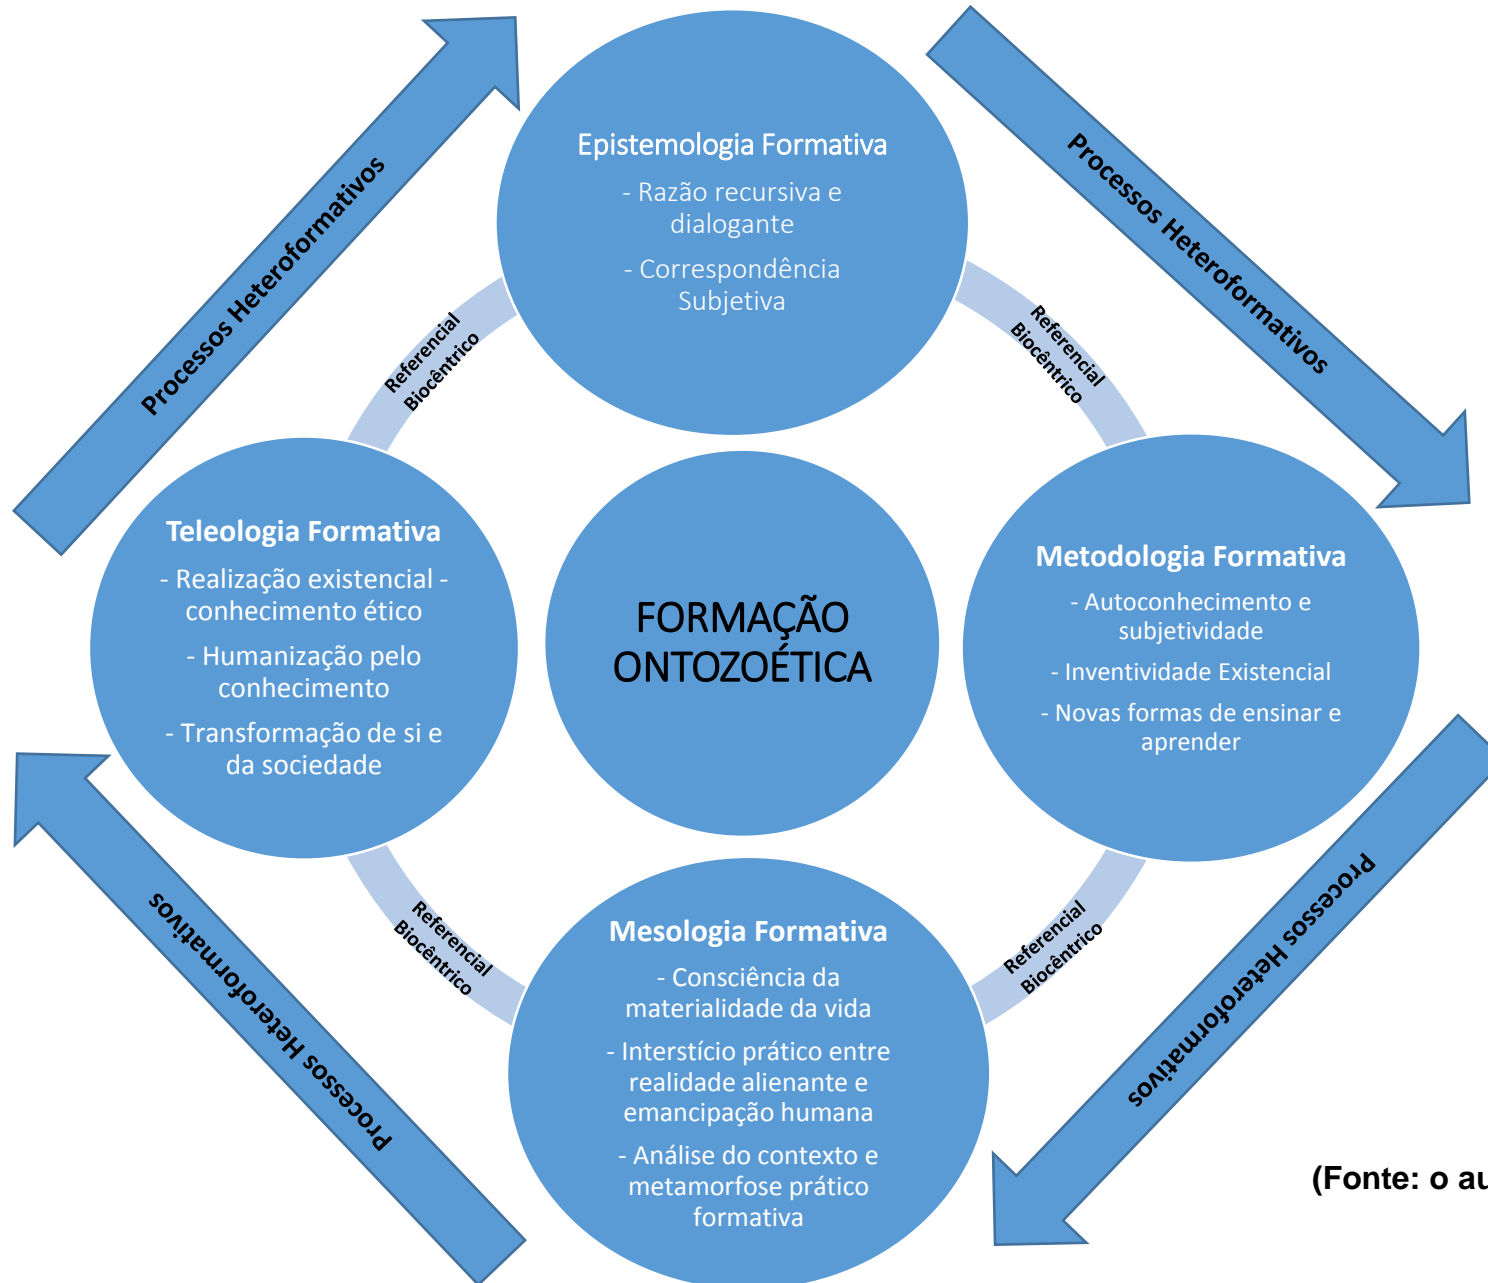 Processos Heteroformativos
Processos Heteroformativos
Epistemologia Formativa
- Razão recursiva e
dialogante
- Correspondência
Subjetiva
Referencial
Biocêntrico
Referencial
Biocêntrico
Teleologia Formativa
- Realização existencial -
conhecimento ético
- Humanização pelo
conhecimento
- Transformação de si e
da sociedade
FORMAÇÃO
ONTOZOÉTICA
Metodologia Formativa
- Autoconhecimento e
subjetividade
- Inventividade Existencial
- Novas formas de ensinar e
aprender
Referencial
Biocêntrico
Referencial
Biocêntrico
Mesologia Formativa
- Consciência da
materialidade da vida
- Interstício prático entre
realidade alienante e
emancipação humana
- Análise do contexto e
metamorfose prático
formativa
Processos Heteroformativos
Processos Heteroformativos
(Fonte: o au